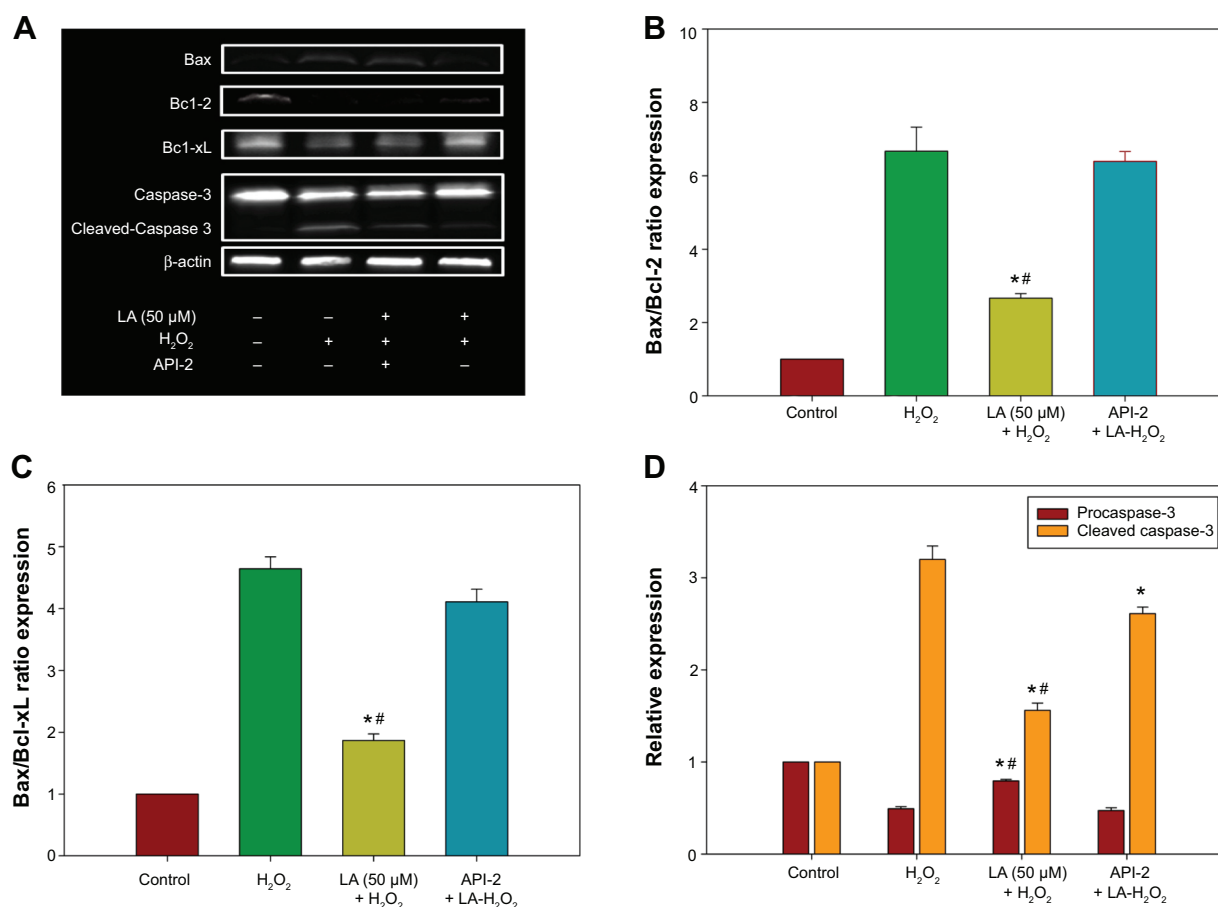 A
Bax
Bc1-2
Bc1-xL
Caspase-3
Cleaved-Caspase 3
β-actin
LA (50 µM) – – + +
H₂O₂ – + + +
API-2 – – + –
B
Bax/Bcl-2 ratio expression
10
8
6
4
2
0
*#
Control H₂O₂ LA (50 µM) API-2
+ H₂O₂ + LA-H₂O₂
C
Bax/Bcl-xL ratio expression
6
5
4
3
2
1
0
*#
Control H₂O₂ LA (50 µM) API-2
+ H₂O₂ + LA-H₂O₂
D
Relative expression
4
3
2
1
0
Procaspase-3
Cleaved caspase-3
*#
*#
*
Control H₂O₂ LA (50 µM) API-2
+ H₂O₂ + LA-H₂O₂